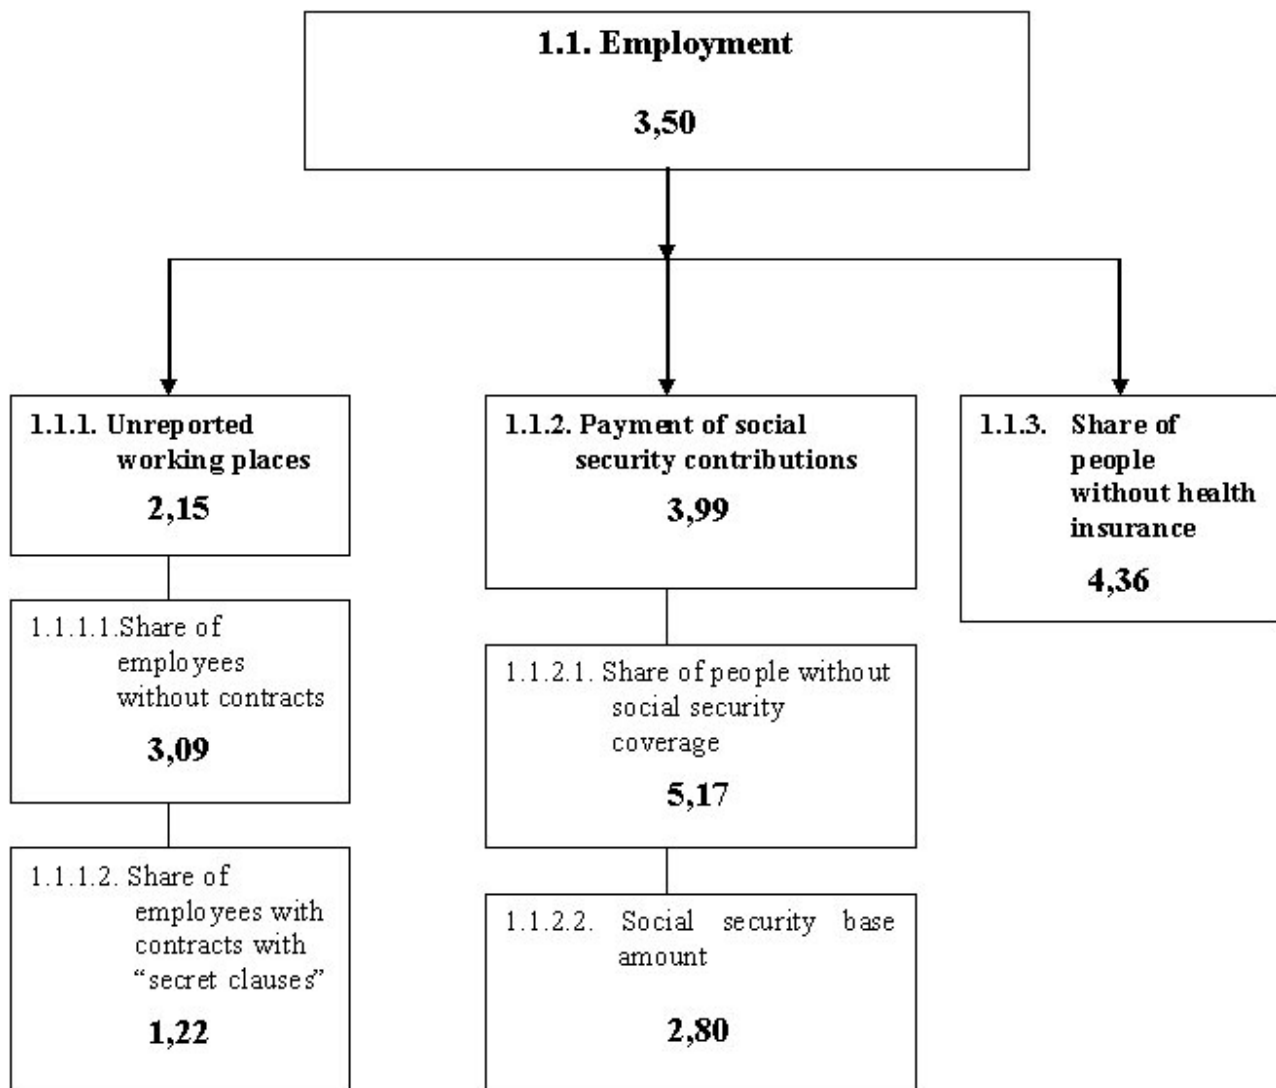 1.1. Employment
3,50
1.1.1. Unreported
working places
2,15
1.1.1.1.Share of
employees
without contracts
3,09
1.1.1.2. Share of
employees with
contracts with
“secret clauses”
1,22
1.1.2. Payment of social
security contributions
3,99
1.1.2.1. Share of people without
social security
coverage
5,17
1.1.2.2. Social security base
amount
2,80
1.1.3. Share of
people
without health
insurance
4,36